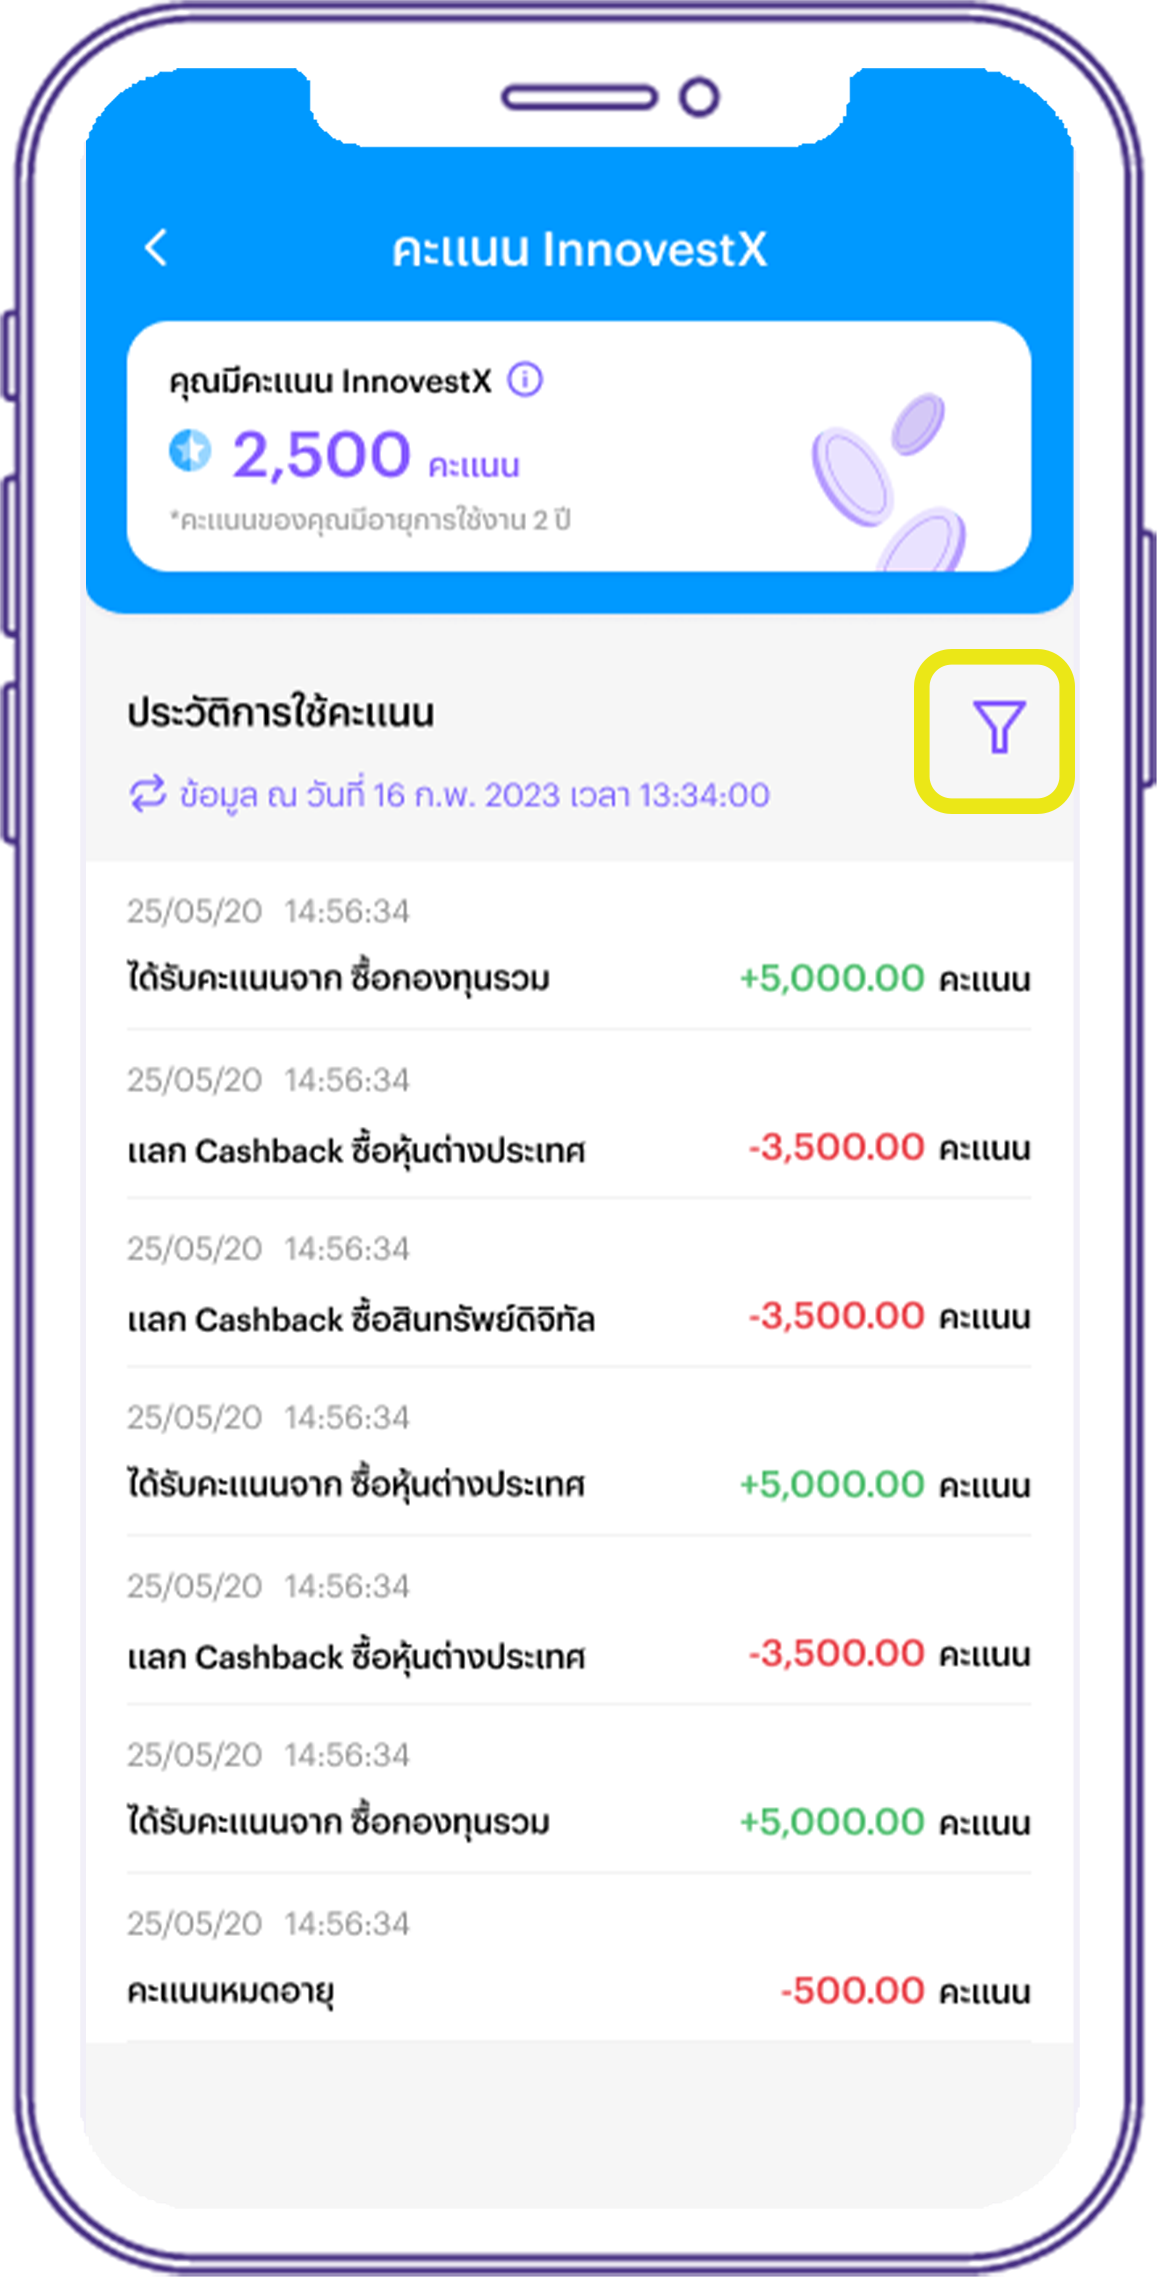 คะแนน InnovestX
คุณมีคะแนน InnovestX
2,500 คะแนน
*คะแนนของคุณมีอายุการใช้งาน 2 ปี
ประวัติการใช้คะแนน
ข้อมูล ณ วันที่ 16 ก.พ. 2023 เวลา 13:34:00
25/05/20 14:56:34
ได้รับคะแนนจาก ซื้อกองทุนรวม +5,000.00 คะแนน
25/05/20 14:56:34
แลก Cashback ซื้อหุ้นต่างประเทศ -3,500.00 คะแนน
25/05/20 14:56:34
แลก Cashback ซื้อสินทรัพย์ดิจิทัล -3,500.00 คะแนน
25/05/20 14:56:34
ได้รับคะแนนจาก ซื้อหุ้นต่างประเทศ +5,000.00 คะแนน
25/05/20 14:56:34
แลก Cashback ซื้อหุ้นต่างประเทศ -3,500.00 คะแนน
25/05/20 14:56:34
ได้รับคะแนนจาก ซื้อกองทุนรวม +5,000.00 คะแนน
25/05/20 14:56:34
คะแนนหมดอายุ -500.00 คะแนน